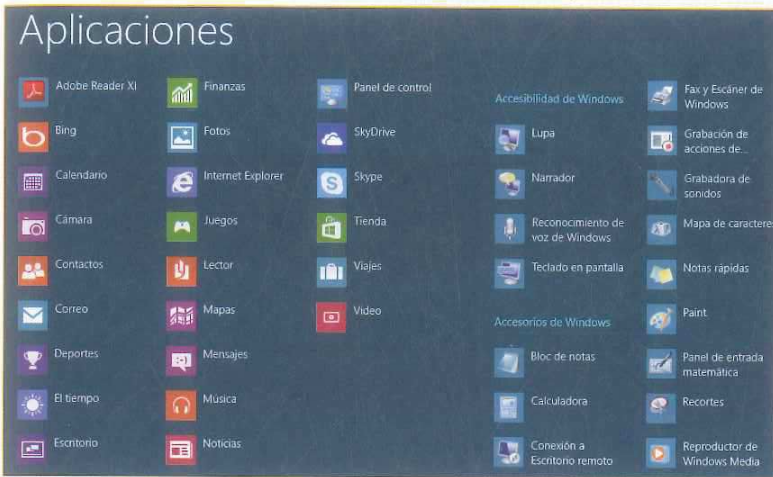 Aplicaciones
Adobe Reader XI
Bing
Calendario
Cámara
Contactos
Correo
Deportes
El tiempo
Escritorio
Finanzas
Fotos
Internet Explorer
Juegos
Lector
Mapas
Mensajes
Música
Noticias
Panel de control
SkyDrive
Skype
Tienda
Viajes
Video
Accesibilidad de Windows
Lupa
Narrador
Reconocimiento de
voz de Windows
Teclado en pantalla
Accesorios de Windows
Bloc de notas
Calculadora
Conexión a
Escritorio remoto
Fax y Escáner de
Windows
Grabación de
acciones de...
Grabadora de
sonidos
Mapa de caractere
Notas rápidas
Paint
Panel de entrada
matemática
Recortes
Reproductor de
Windows Media